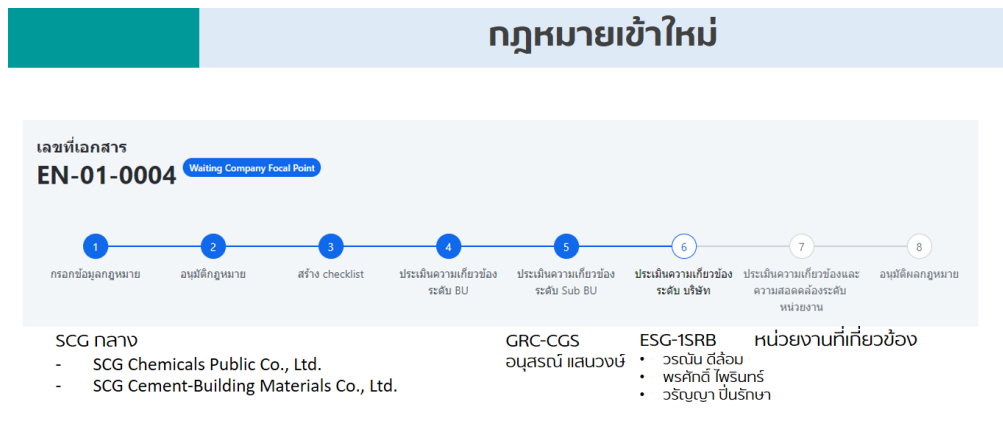 กฎหมายเข้าใหม่
เลขที่เอกสาร
EN-01-0004 Waiting Company Focal Point
1 2 3 4 5 6 7 8
กรอกข้อมูลกฎหมาย อนุมัติกฎหมาย สร้าง checklist ประเมินความเกี่ยวข้อง ประเมินความเกี่ยวข้อง ประเมินความเกี่ยวข้อง ประเมินความเกี่ยวข้องและ อนุมัติผลกฎหมาย
ระดับ BU ระดับ Sub BU ระดับ บริษัท ความสอดคล้องระดับ
หน่วยงาน
SCG กลาง GRC-CGS ESG-1SRB หน่วยงานที่เกี่ยวข้อง
- SCG Chemicals Public Co., Ltd. อนุสรณ์ แสนวงษ์ • วรณัน ดีล้อม
- SCG Cement-Building Materials Co., Ltd. • พรศักดิ์ ไพรินทร์
• วรัญญา ปิ่นรักษา